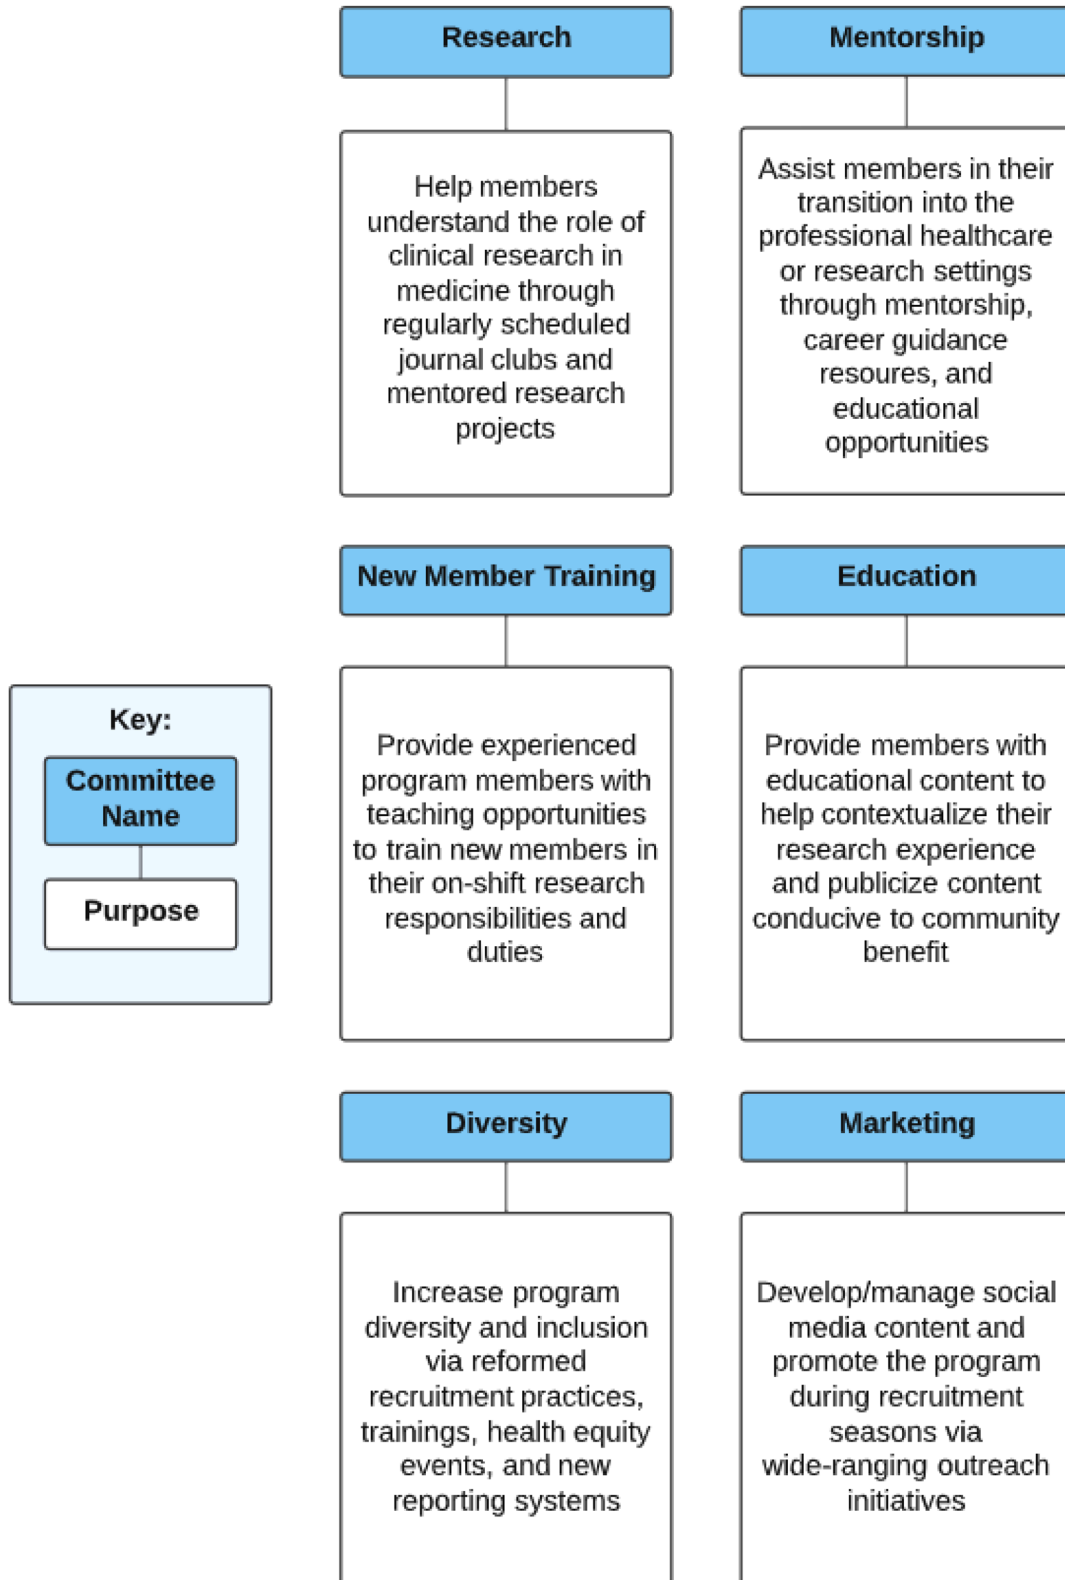 Research
Help members
understand the role of
clinical research in
medicine through
regularly scheduled
journal clubs and
mentored research
projects
Mentorship
Assist members in their
transition into the
professional healthcare
or research settings
through mentorship,
career guidance
resoures, and
educational
opportunities
New Member Training
Provide experienced
program members with
teaching opportunities
to train new members in
their on-shift research
responsibilities and
duties
Education
Provide members with
educational content to
help contextualize their
research experience
and publicize content
conducive to community
benefit
Key:
Committee
Name
Purpose
Diversity
Increase program
diversity and inclusion
via reformed
recruitment practices,
trainings, health equity
events, and new
reporting systems
Marketing
Develop/manage social
media content and
promote the program
during recruitment
seasons via
wide-ranging outreach
initiatives